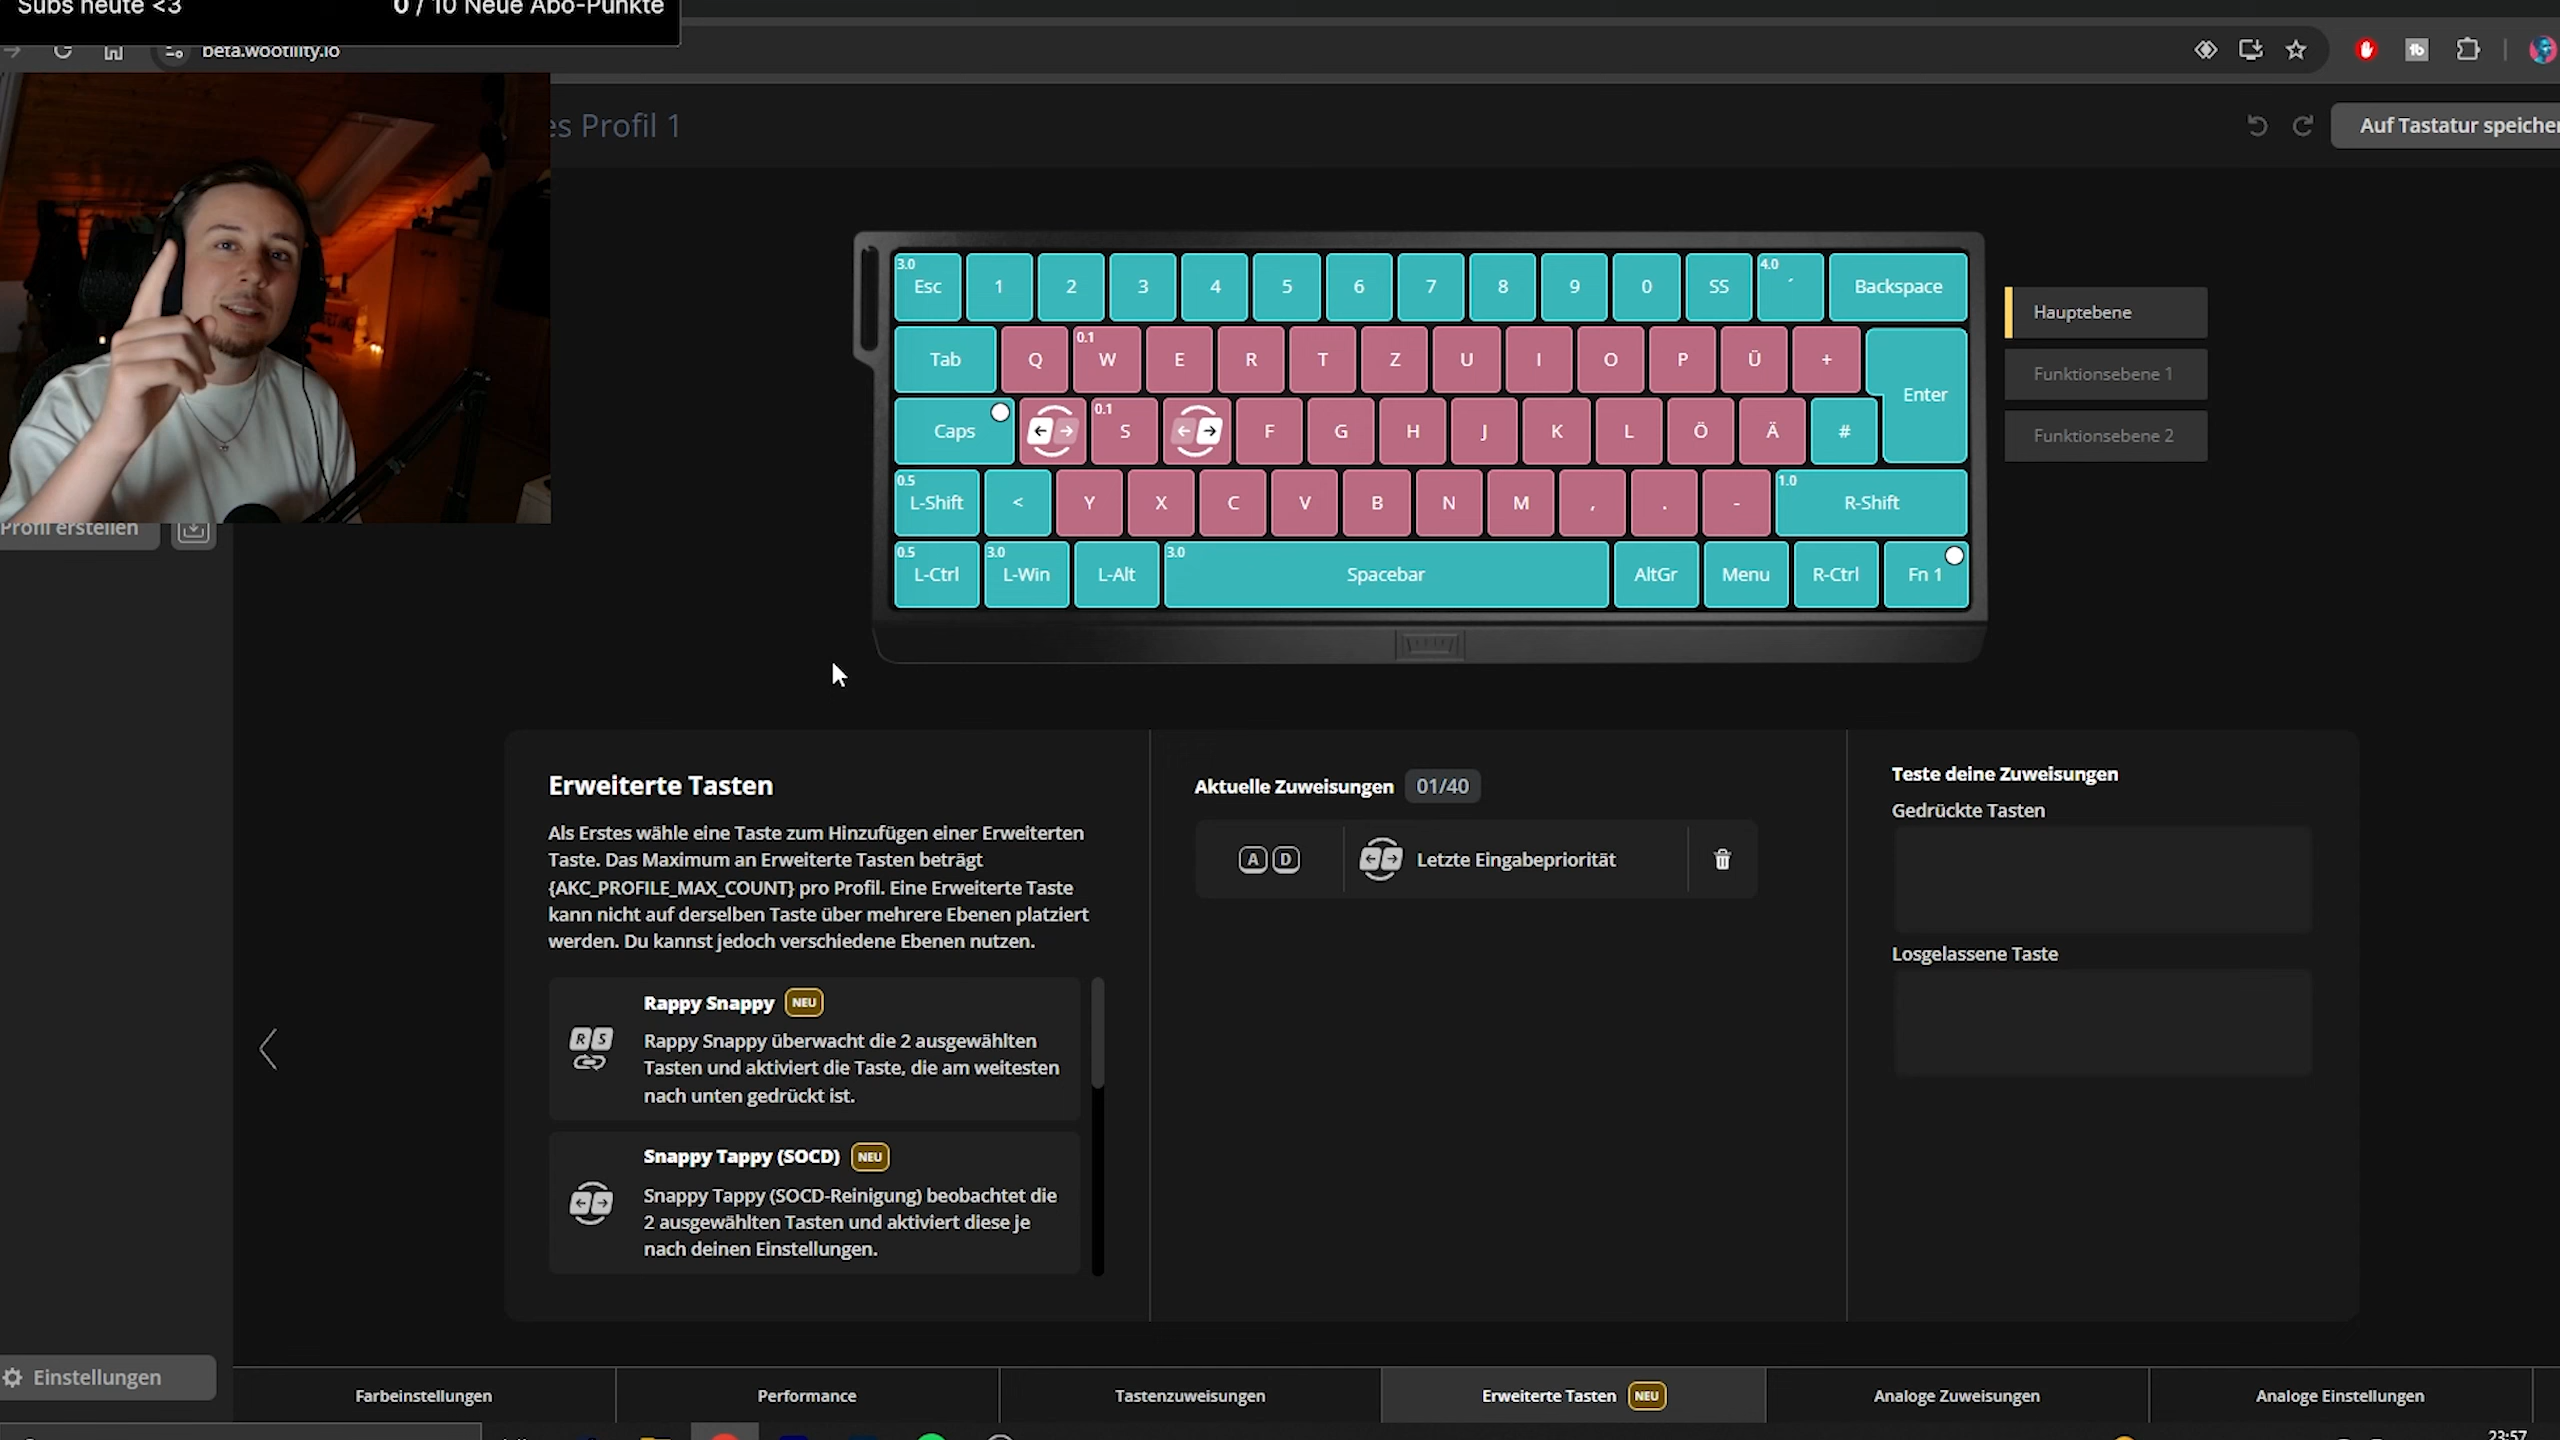 Subs heute <3
0 / 10 Neue Abo-Punkte
beta.wootility.io
es Profil 1
Auf Tastatur speicher
3.0
Esc
1
2
3
4
5
6
7
8
9
0
SS
4.0
´
Backspace
Hauptebene
Tab
Q
0.1
W
E
R
T
Z
U
I
O
P
Ü
+
Enter
Funktionsebene 1
Caps
0.1
S
F
G
H
J
K
L
Ö
Ä
#
Funktionsebene 2
0.5
L-Shift
<
Y
X
C
V
B
N
M
,
.
-
1.0
R-Shift
Profil erstellen
0.5
L-Ctrl
3.0
L-Win
L-Alt
3.0
Spacebar
AltGr
Menu
R-Ctrl
Fn 1
Erweiterte Tasten
Als Erstes wähle eine Taste zum Hinzufügen einer Erweiterten
Taste. Das Maximum an Erweiterte Tasten beträgt
{AKC_PROFILE_MAX_COUNT} pro Profil. Eine Erweiterte Taste
kann nicht auf derselben Taste über mehrere Ebenen platziert
werden. Du kannst jedoch verschiedene Ebenen nutzen.
R S
Rappy Snappy NEU
Rappy Snappy überwacht die 2 ausgewählten
Tasten und aktiviert die Taste, die am weitesten
nach unten gedrückt ist.
Snappy Tappy (SOCD) NEU
Snappy Tappy (SOCD-Reinigung) beobachtet die
2 ausgewählten Tasten und aktiviert diese je
nach deinen Einstellungen.
Aktuelle Zuweisungen 01/40
A D
Letzte Eingabepriorität
Teste deine Zuweisungen
Gedrückte Tasten
Losgelassene Taste
Einstellungen
Farbeinstellungen
Performance
Tastenzuweisungen
Erweiterte Tasten NEU
Analoge Zuweisungen
Analoge Einstellungen
23:57